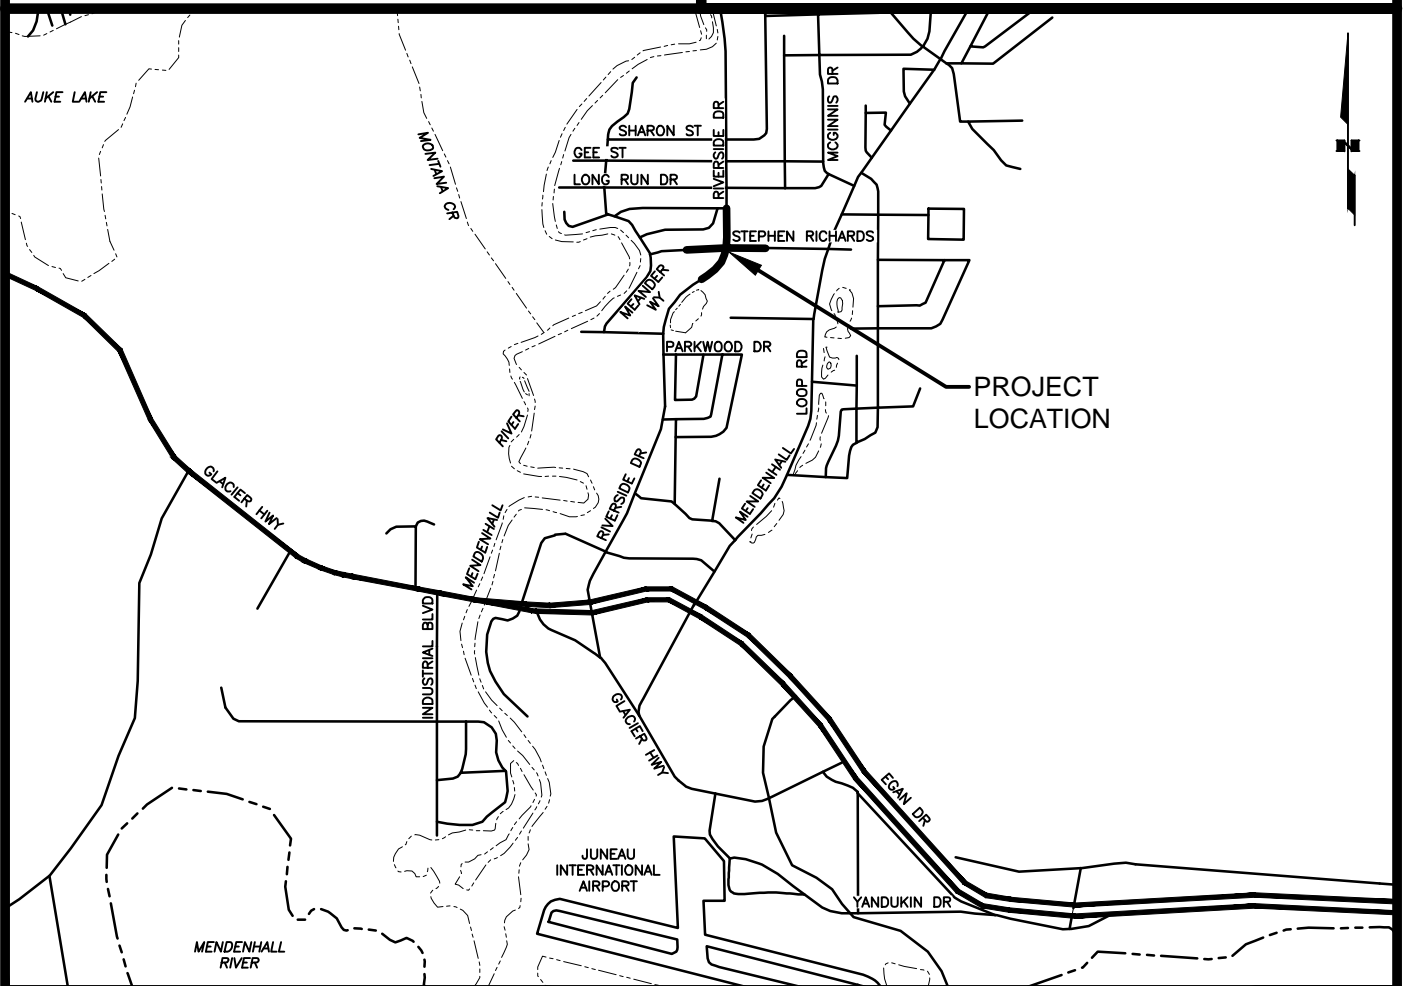 AUKE LAKE
MONTANA CR
SHARON ST
GEE ST
LONG RUN DR
RIVERSIDE DR
MCGINNIS DR
N
STEPHEN RICHARDS
MEANDER
WY
PARKWOOD DR
LOOP RD
PROJECT
LOCATION
RIVER
GLACIER HWY
RIVERSIDE DR
MENDENHALL
MENDENHALL
INDUSTRIAL BLVD
GLACIER HWY
EGAN DR
JUNEAU
INTERNATIONAL
AIRPORT
YANDUKIN DR
MENDENHALL
RIVER